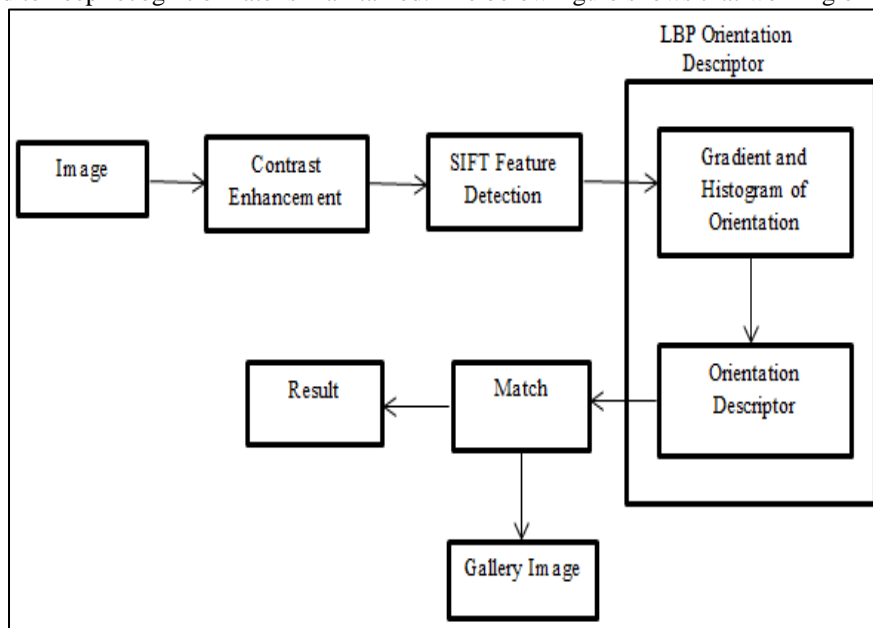 LBP Orientation
Descriptor
Image
Contrast
Enhancement
SIFT Feature
Detection
Gradient and
Histogram of
Orientation
Result
Match
Orientation
Descriptor
Gallery Image